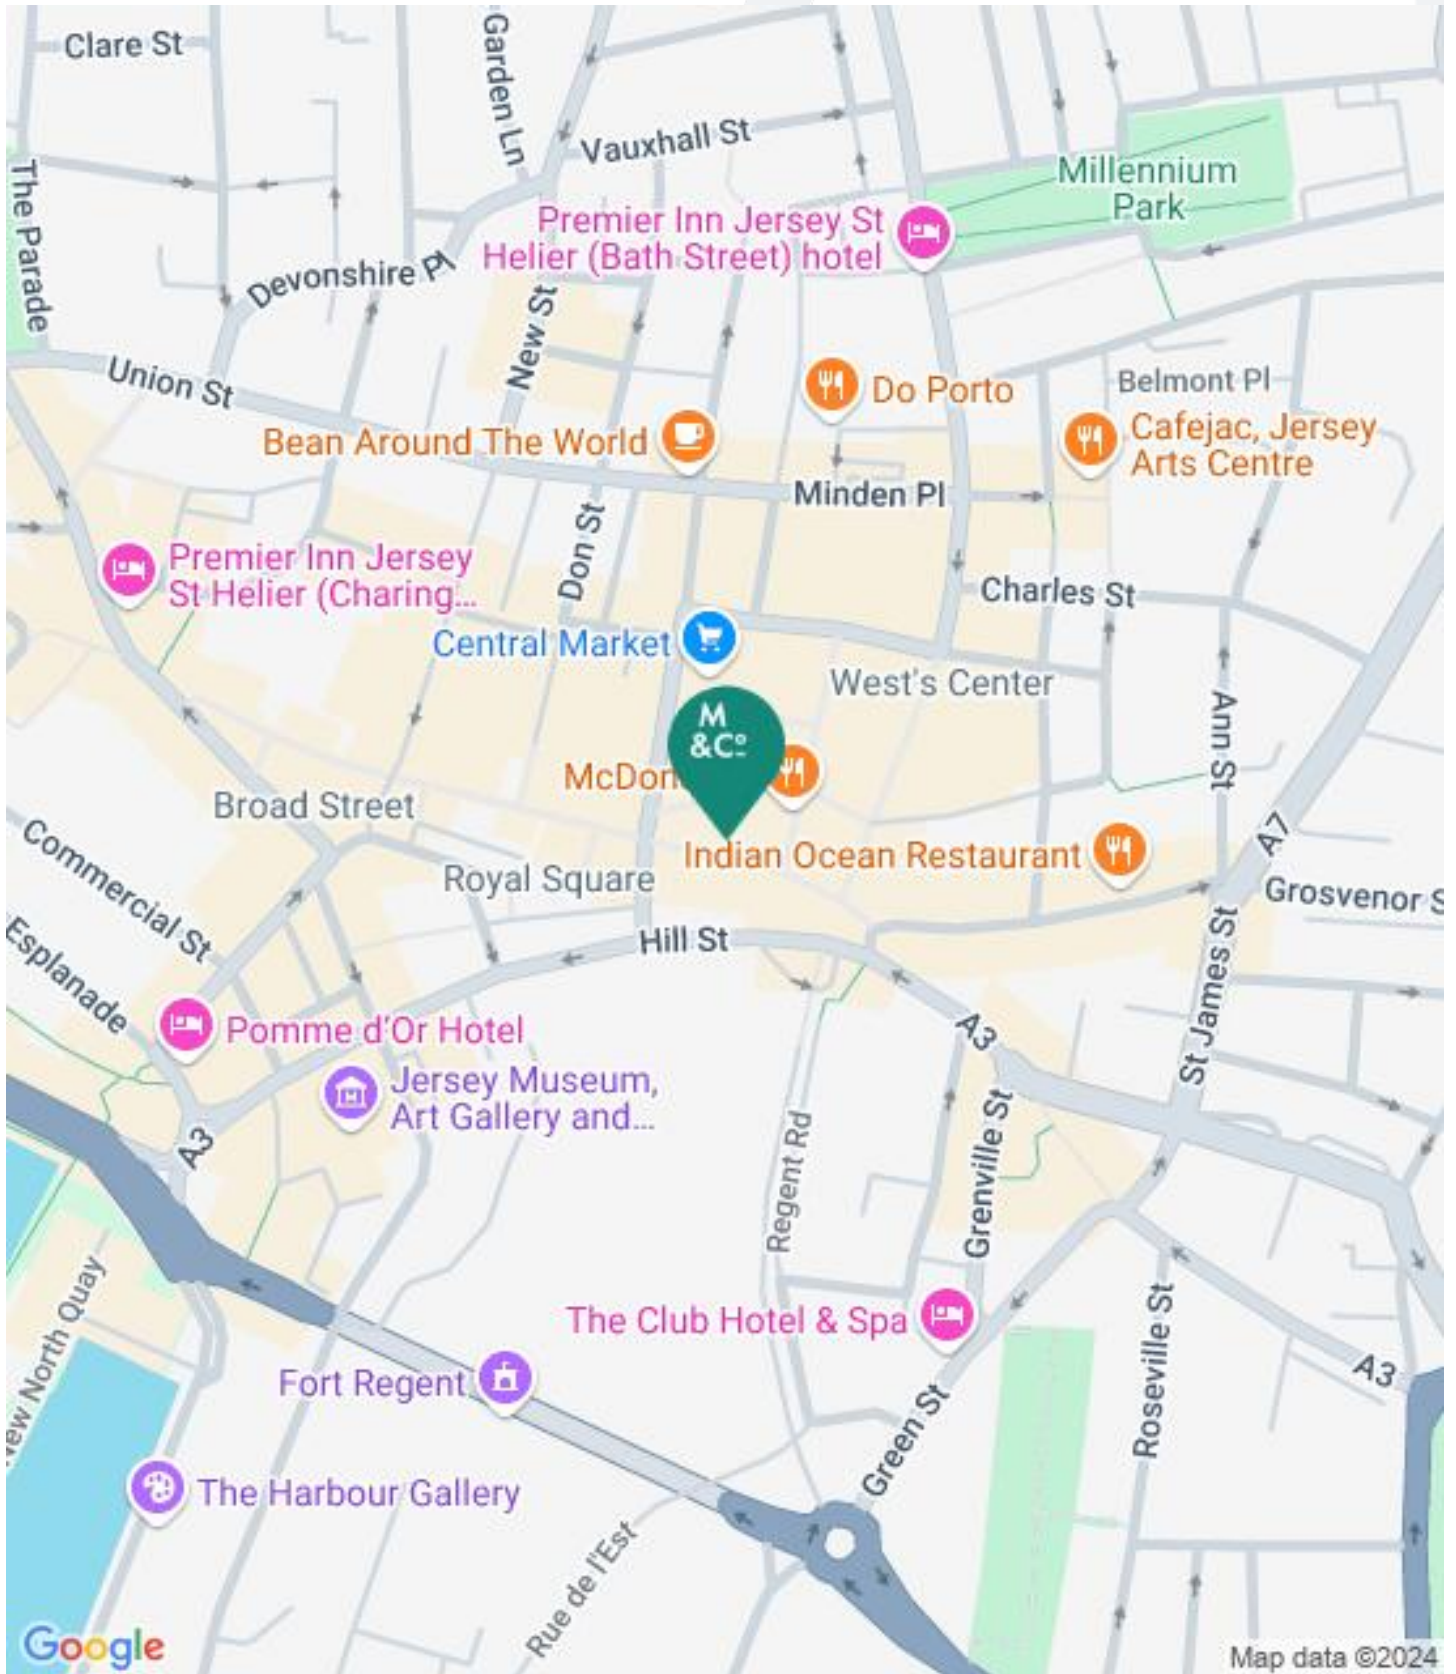 Clare St
Garden Ln
Vauxhall St
The Parade
Millennium
Park
Premier Inn Jersey St
Helier (Bath Street) hotel
Devonshire Pl
New St
Union St
Do Porto
Belmont Pl
Bean Around The World
Cafejac, Jersey
Arts Centre
Minden Pl
Don St
Premier Inn Jersey
St Helier (Charing...
Charles St
Central Market
West's Center
Ann St
M
&Cº
McDon
Broad Street
A7
Commercial St
Indian Ocean Restaurant
Royal Square
Grosvenor S
Esplanade
Hill St
St James St
Pomme d'Or Hotel
A3
Jersey Museum,
Art Gallery and...
A3
Regent Rd
Grenville St
New North Quay
The Club Hotel & Spa
Roseville St
Fort Regent
A3
Green St
The Harbour Gallery
Rue de l'Est
Google
Map data ©2024